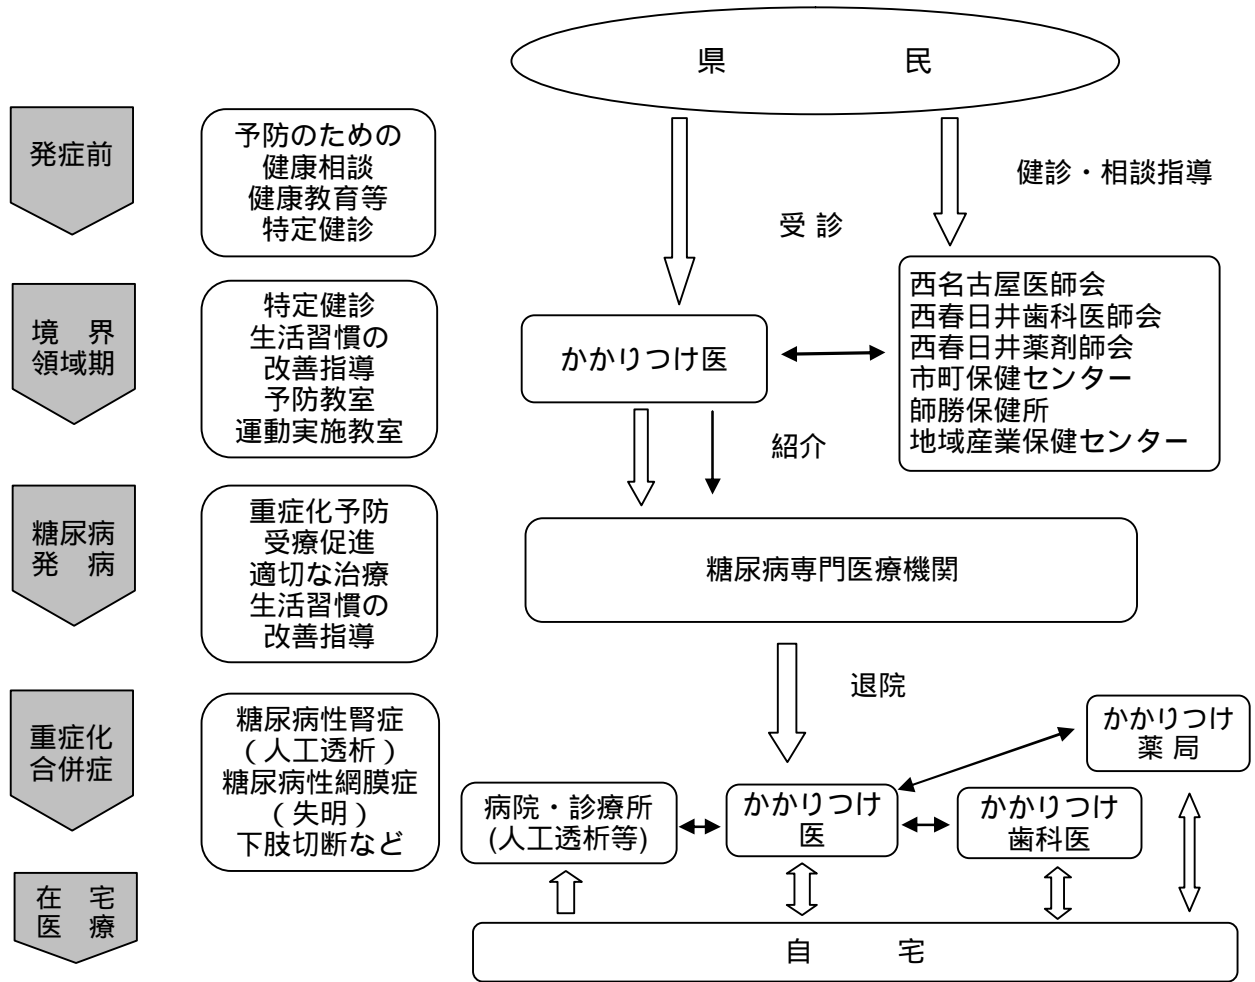 県　　民
発症前
予防のための
健康相談
健康教育等
特定健診
受 診
健診・相談指導
境　界
領域期
特定健診
生活習慣の
改善指導
予防教室
運動実施教室
かかりつけ医
西名古屋医師会
西春日井歯科医師会
西春日井薬剤師会
市町保健センター
師勝保健所
地域産業保健センター
紹介
糖尿病
発　病
重症化予防
受療促進
適切な治療
生活習慣の
改善指導
糖尿病専門医療機関
退院
重症化
合併症
糖尿病性腎症
（人工透析）
糖尿病性網膜症
（失明）
下肢切断など
かかりつけ
薬 局
病院・診療所
(人工透析等)
かかりつけ
医
かかりつけ
歯科医
在　宅
医　療
自　　宅